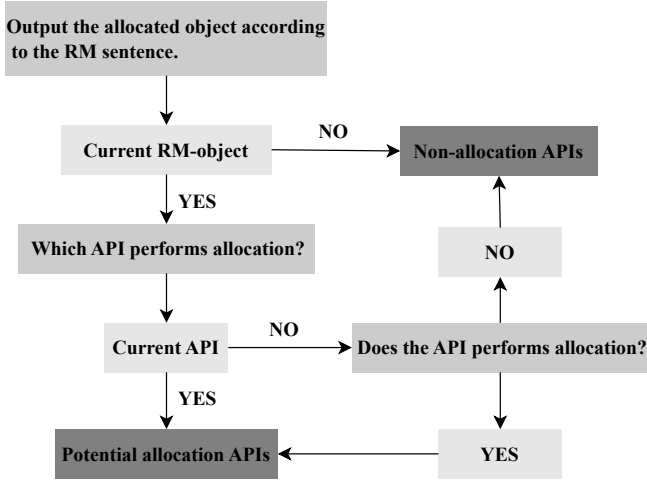 Output the allocated object according
to the RM sentence.
NO
Current RM-object
Non-allocation APIs
YES
Which API performs allocation?
NO
NO
Current API
Does the API performs allocation?
YES
Potential allocation APIs
YES